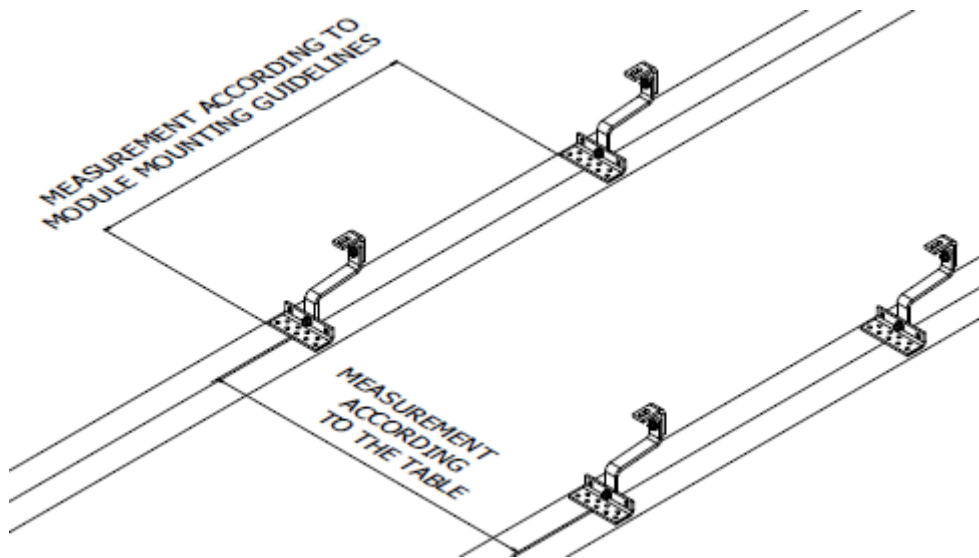 MEASUREMENT ACCORDING TO
MODULE MOUNTING GUIDELINES
MEASUREMENT
ACCORDING
TO THE TABLE